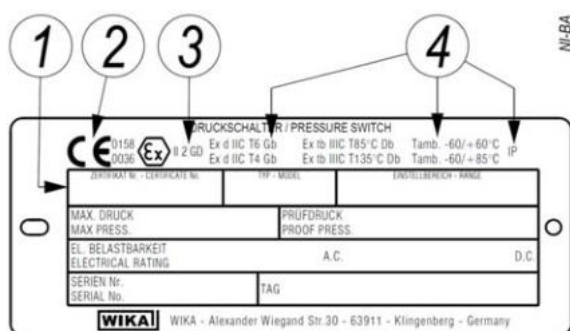 1 2 3 4
NI-BA
DRUCKSCHALTER / PRESSURE SWITCH
CE 0158 Ex II 2 GD Ex d IIC T6 Gb Ex tb IIIC T85°C Db Tamb. -60/+60°C IP
0036 Ex d IIC T4 Gb Ex tb IIIC T135°C Db Tamb. -60/+85°C
ZERTIFIKAT Nr. - CERTIFICATE No. TYP - MODEL EINSTELLBEREICH - RANGE
MAX. DRUCK PRÜFDRUCK
MAX PRESS. PROOF PRESS.
EL. BELASTBARKEIT
ELECTRICAL RATING A.C. D.C.
SERIEN Nr.
SERIAL No. TAG
WIKA WIKA - Alexander Wiegand Str.30 - 63911 - Klingenberg - Germany